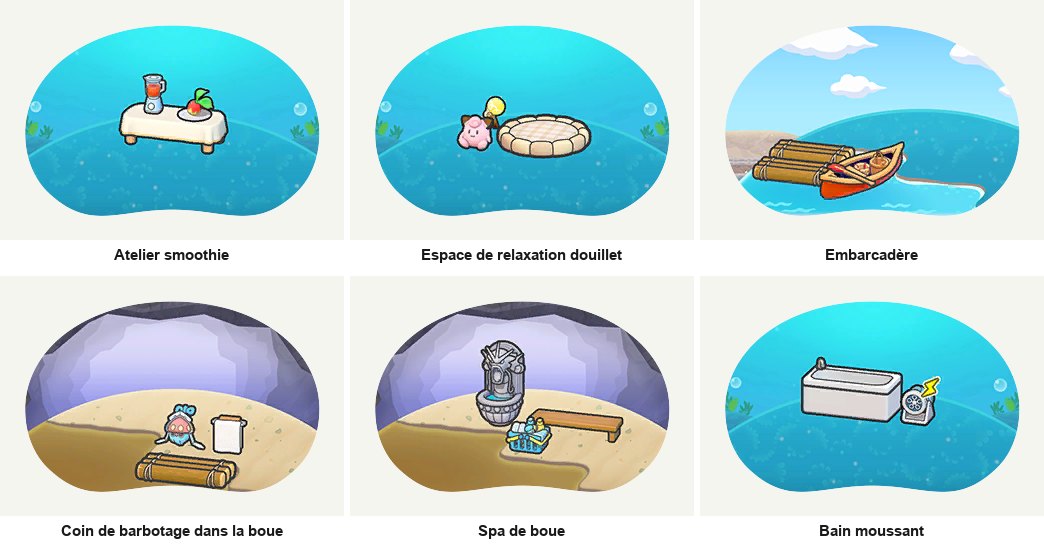 Atelier smoothie
Espace de relaxation douillet
Embarcadère
Coin de barbotage dans la boue
Spa de boue
Bain moussant